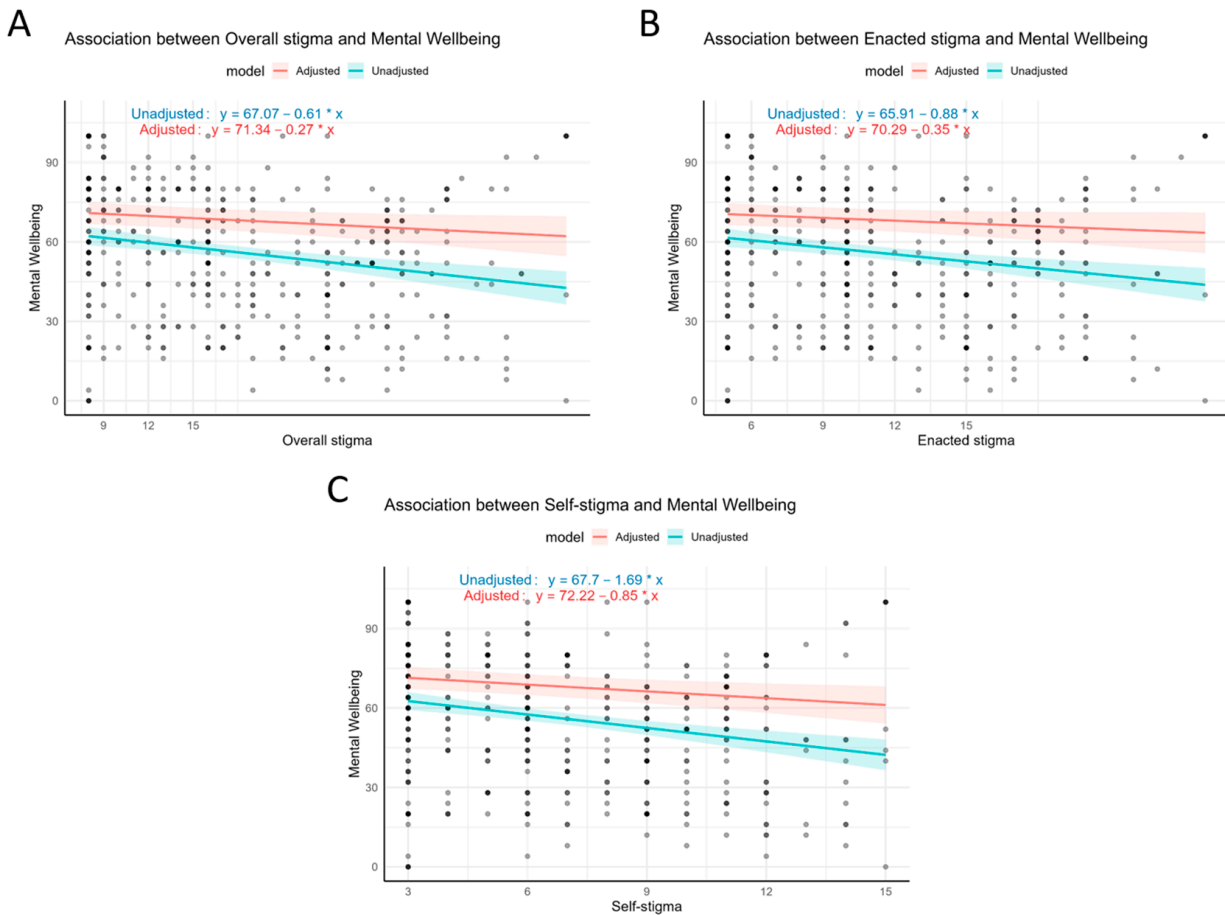 A
Association between Overall stigma and Mental Wellbeing
model Adjusted Unadjusted
Unadjusted: y = 67.07 − 0.61 * x
Adjusted: y = 71.34 − 0.27 * x
90
60
30
0
Mental Wellbeing
9 12 15
Overall stigma
B
Association between Enacted stigma and Mental Wellbeing
model Adjusted Unadjusted
Unadjusted: y = 65.91 − 0.88 * x
Adjusted: y = 70.29 − 0.35 * x
90
60
30
0
Mental Wellbeing
6 9 12 15
Enacted stigma
C
Association between Self-stigma and Mental Wellbeing
model Adjusted Unadjusted
Unadjusted: y = 67.7 − 1.69 * x
Adjusted: y = 72.22 − 0.85 * x
90
60
30
0
Mental Wellbeing
3 6 9 12 15
Self-stigma